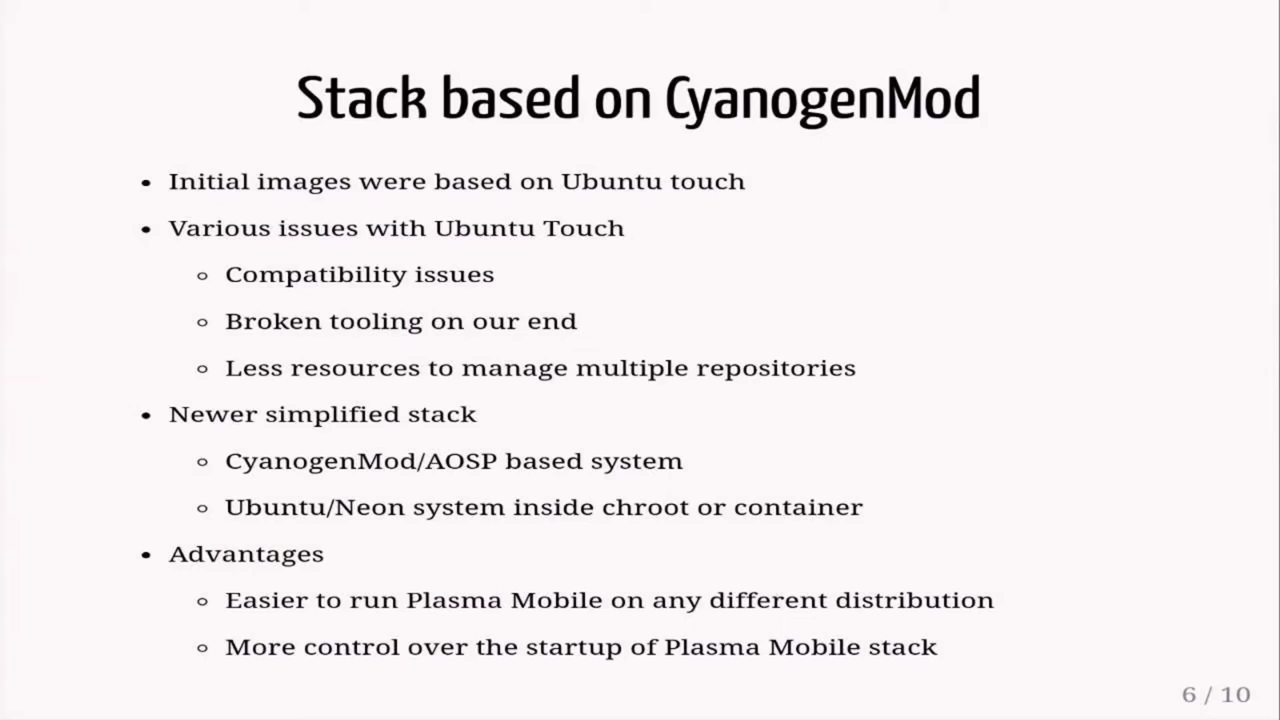 Stack based on CyanogenMod
• Initial images were based on Ubuntu touch
• Various issues with Ubuntu Touch
◦ Compatibility issues
◦ Broken tooling on our end
◦ Less resources to manage multiple repositories
• Newer simplified stack
◦ CyanogenMod/AOSP based system
◦ Ubuntu/Neon system inside chroot or container
• Advantages
◦ Easier to run Plasma Mobile on any different distribution
◦ More control over the startup of Plasma Mobile stack
6 / 10